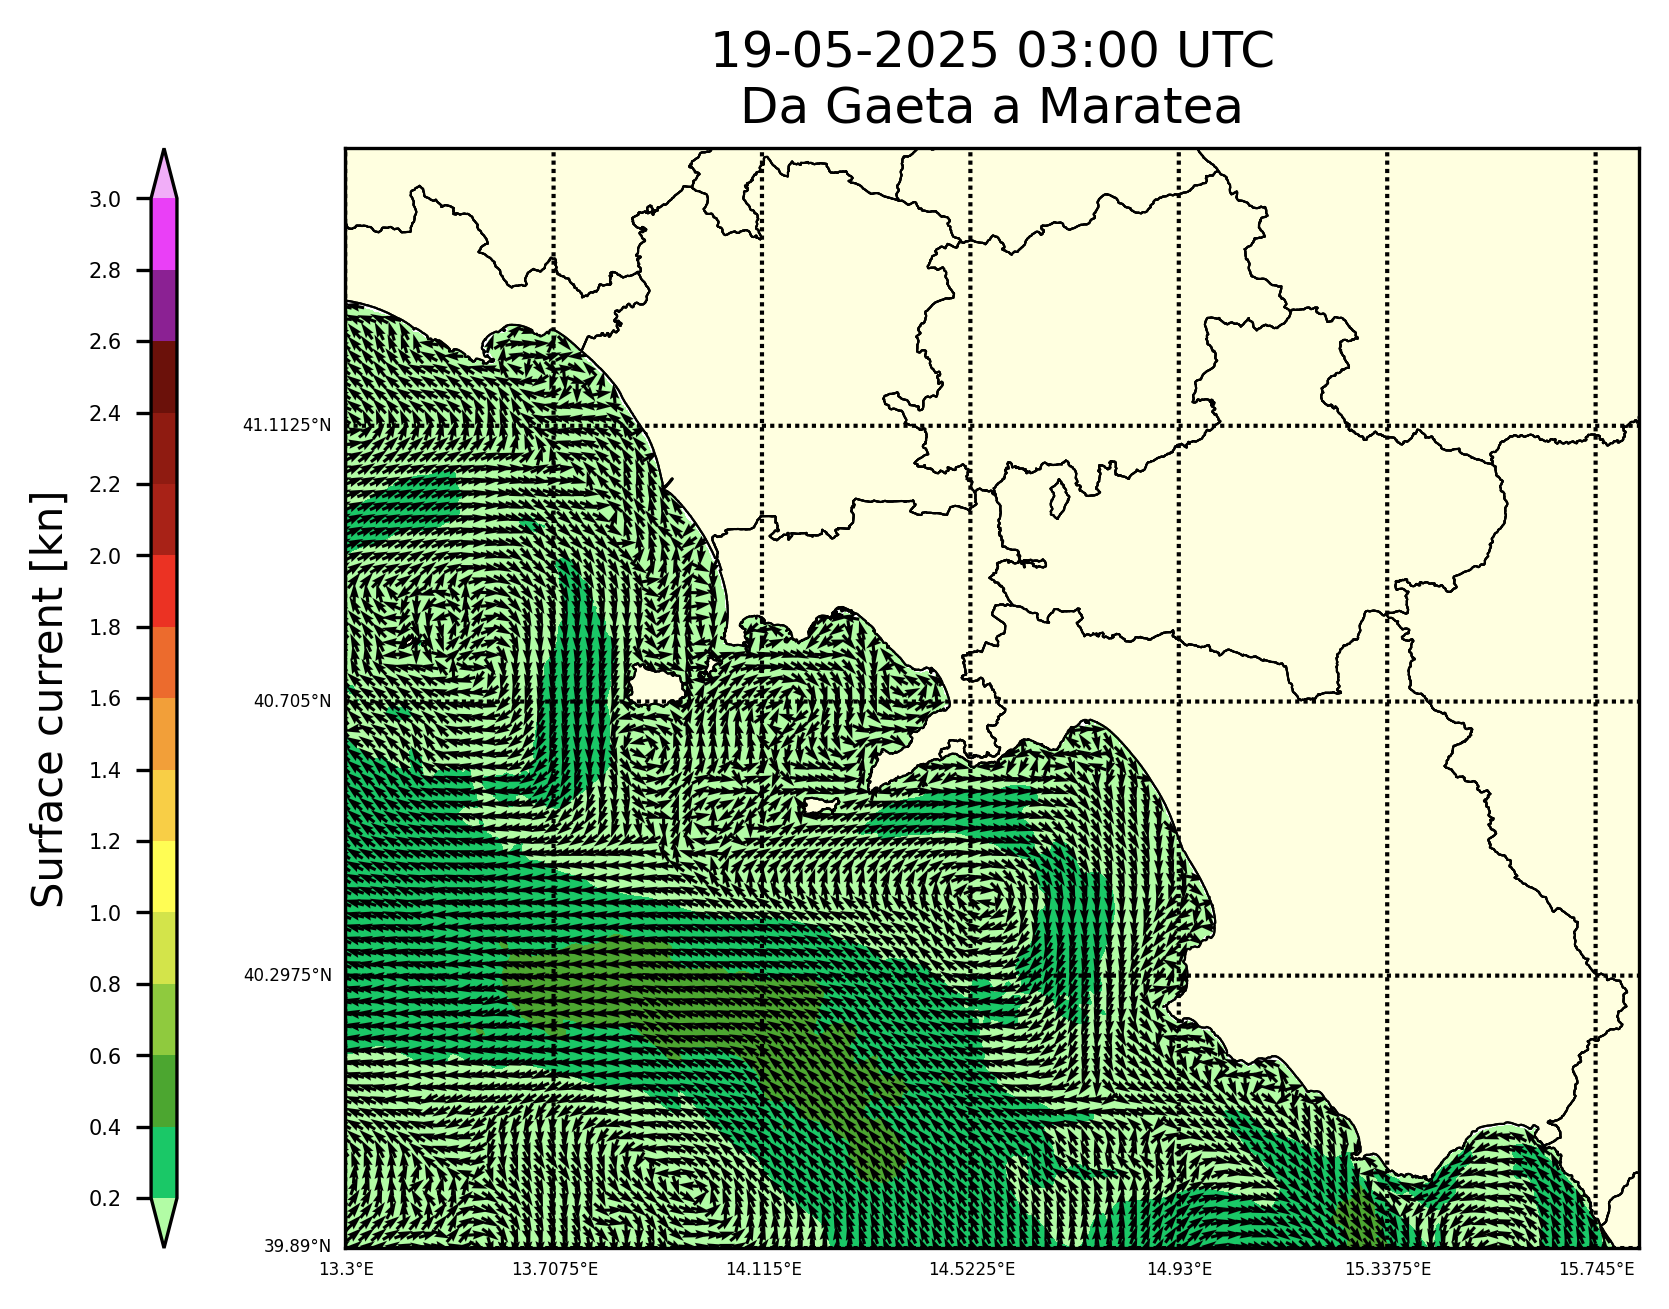 19-05-2025 03:00 UTC
Da Gaeta a Maratea
Surface current [kn]
3.0
2.8
2.6
2.4
2.2
2.0
1.8
1.6
1.4
1.2
1.0
0.8
0.6
0.4
0.2
41.1125°N
40.705°N
40.2975°N
39.89°N
13.3°E
13.7075°E
14.115°E
14.5225°E
14.93°E
15.3375°E
15.745°E